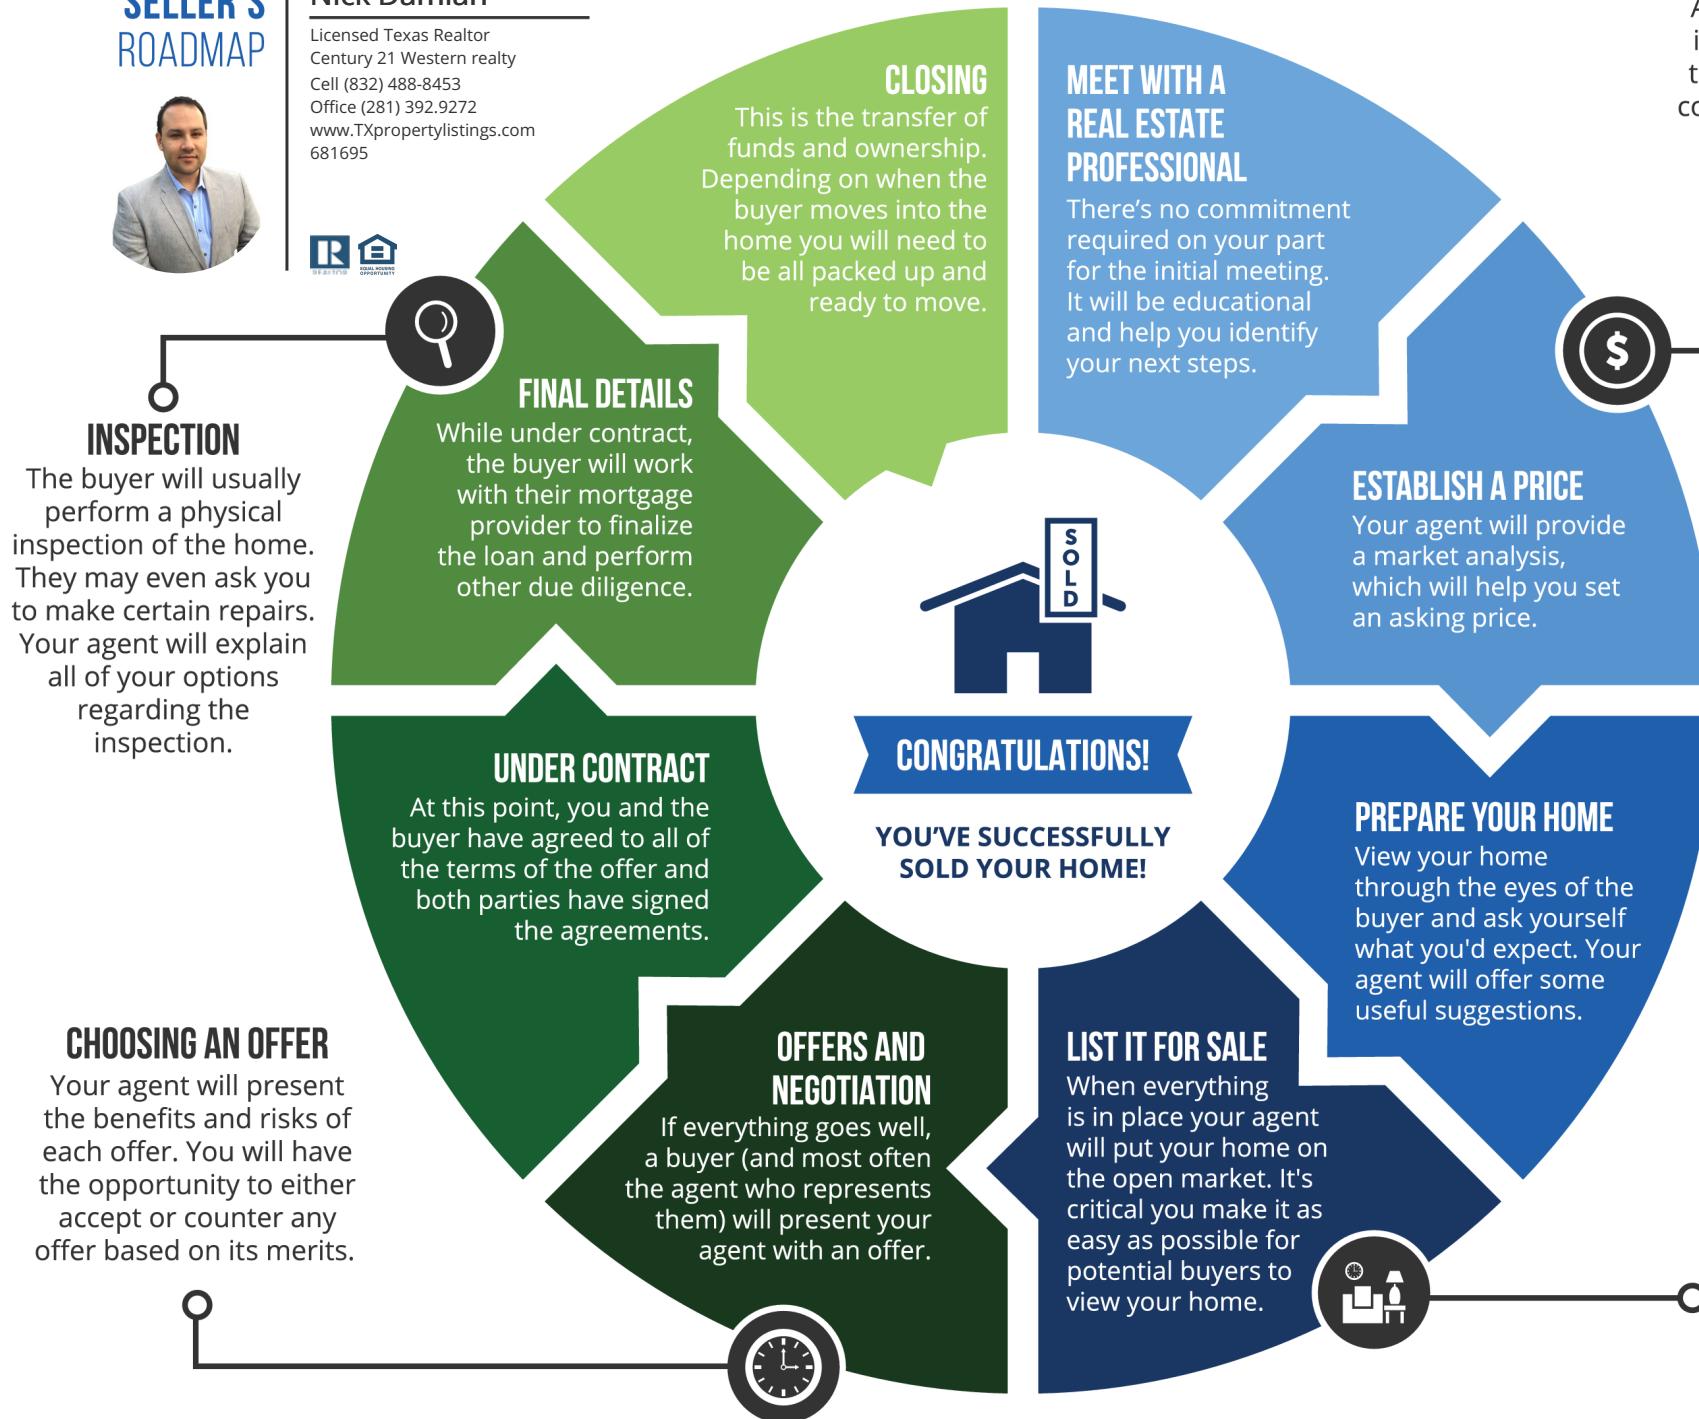 SELLER'S
ROADMAP
Nick Damian
Licensed Texas Realtor
Century 21 Western realty
Cell (832) 488-8453
Office (281) 392.9272
www.TXpropertylistings.com
681695
REALTOR
EQUAL HOUSING
OPPORTUNITY
CLOSING
This is the transfer of
funds and ownership.
Depending on when the
buyer moves into the
home you will need to
be all packed up and
ready to move.
MEET WITH A
REAL ESTATE
PROFESSIONAL
There's no commitment
required on your part
for the initial meeting.
It will be educational
and help you identify
your next steps.
$
ESTABLISH A PRICE
Your agent will provide
a market analysis,
which will help you set
an asking price.
PREPARE YOUR HOME
View your home
through the eyes of the
buyer and ask yourself
what you'd expect. Your
agent will offer some
useful suggestions.
LIST IT FOR SALE
When everything
is in place your agent
will put your home on
the open market. It's
critical you make it as
easy as possible for
potential buyers to
view your home.
OFFERS AND
NEGOTIATION
If everything goes well,
a buyer (and most often
the agent who represents
them) will present your
agent with an offer.
CHOOSING AN OFFER
Your agent will present
the benefits and risks of
each offer. You will have
the opportunity to either
accept or counter any
offer based on its merits.
UNDER CONTRACT
At this point, you and the
buyer have agreed to all of
the terms of the offer and
both parties have signed
the agreements.
FINAL DETAILS
While under contract,
the buyer will work
with their mortgage
provider to finalize
the loan and perform
other due diligence.
INSPECTION
The buyer will usually
perform a physical
inspection of the home.
They may even ask you
to make certain repairs.
Your agent will explain
all of your options
regarding the
inspection.
SOLD
CONGRATULATIONS!
YOU'VE SUCCESSFULLY
SOLD YOUR HOME!